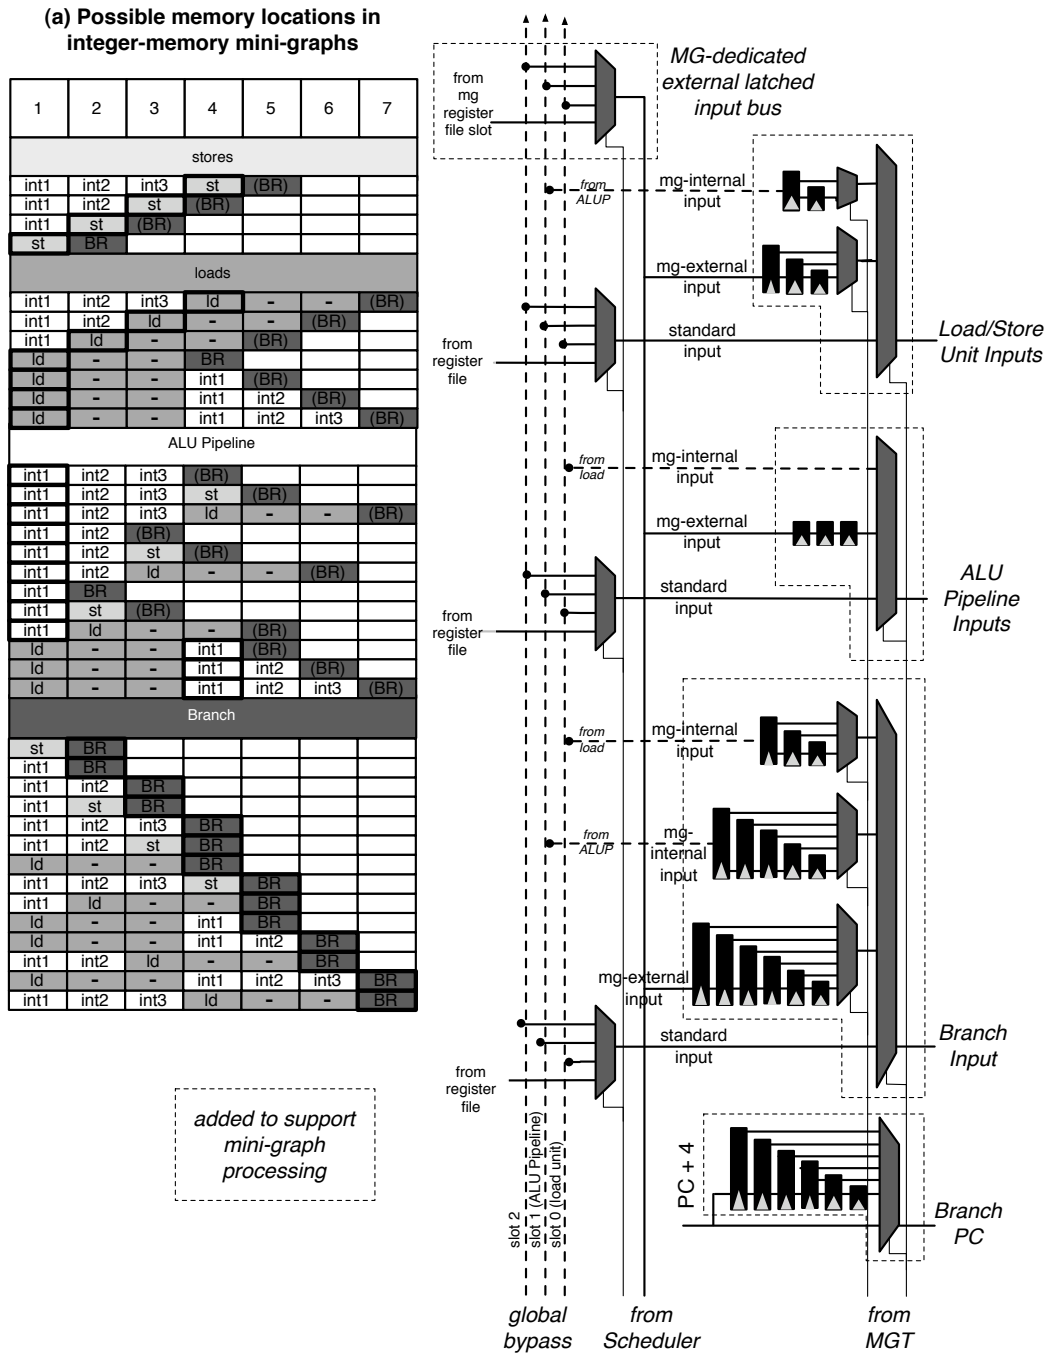 (a) Possible memory locations in
integer-memory mini-graphs
1 2 3 4 5 6 7
stores
int1 int2 int3 st (BR)
int1 int2 st (BR)
int1 st (BR)
st BR
loads
int1 int2 int3 ld - - (BR)
int1 int2 ld - - (BR)
int1 ld - - (BR)
ld - - BR
ld - - int1 (BR)
ld - - int1 int2 (BR)
ld - - int1 int2 int3 (BR)
ALU Pipeline
int1 int2 int3 (BR)
int1 int2 int3 st (BR)
int1 int2 int3 ld - - (BR)
int1 int2 (BR)
int1 int2 st (BR)
int1 int2 ld - - (BR)
int1 BR
int1 st (BR)
int1 ld - - (BR)
ld - - int1 (BR)
ld - - int1 int2 (BR)
ld - - int1 int2 int3 (BR)
Branch
st BR
int1 BR
int1 int2 BR
int1 st BR
int1 int2 int3 BR
int1 int2 st BR
ld - - BR
int1 int2 int3 st BR
int1 ld - - BR
ld - - int1 BR
ld - - int1 int2 BR
int1 int2 ld - - BR
ld - - int1 int2 int3 BR
int1 int2 int3 ld - - BR
added to support
mini-graph
processing
from
mg
register
file slot
MG-dedicated
external latched
input bus
from
ALUP
mg-internal
input
mg-external
input
standard
input
from
register
file
Load/Store
Unit Inputs
from
load
mg-internal
input
mg-external
input
standard
input
from
register
file
ALU
Pipeline
Inputs
from
load
mg-internal
input
from
ALUP
mg-
internal
input
mg-external
input
standard
input
from
register
file
Branch
Input
PC + 4
Branch
PC
slot 2
slot 1 (ALU Pipeline)
slot 0 (load unit)
global
bypass
from
Scheduler
from
MGT